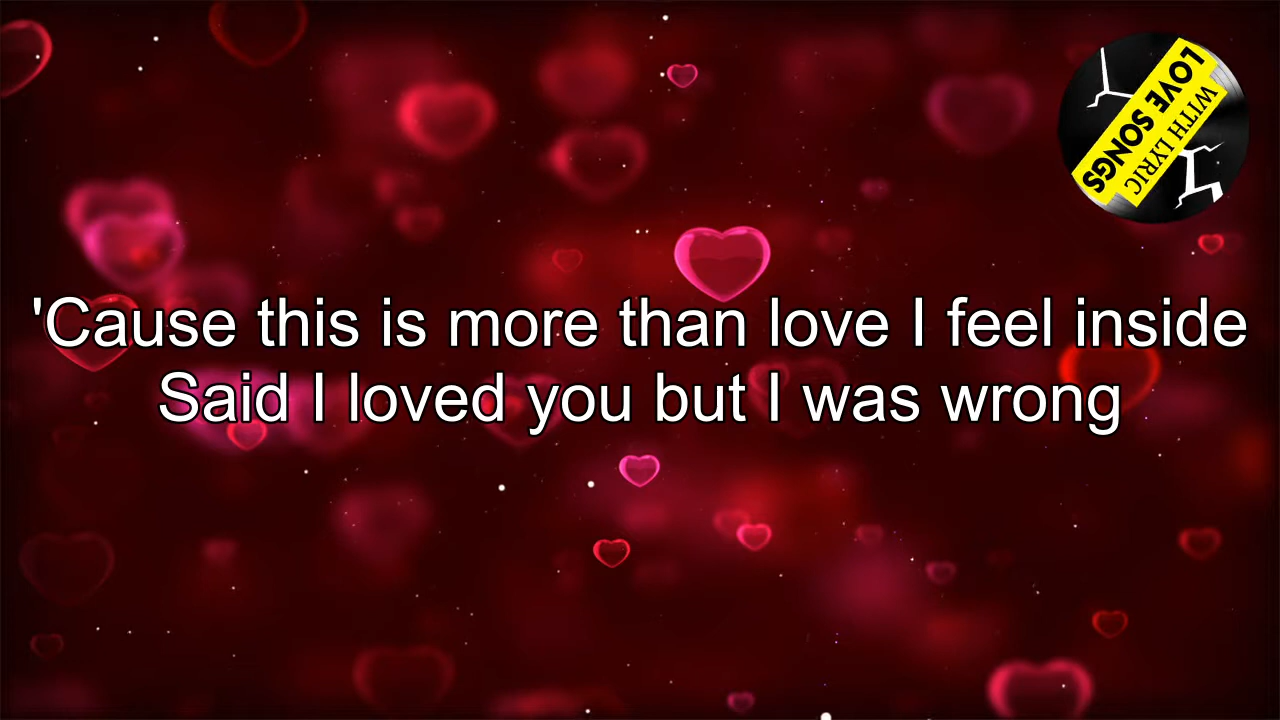 LOVE SONGS
WITH LYRIC
'Cause this is more than love I feel inside
Said I loved you but I was wrong